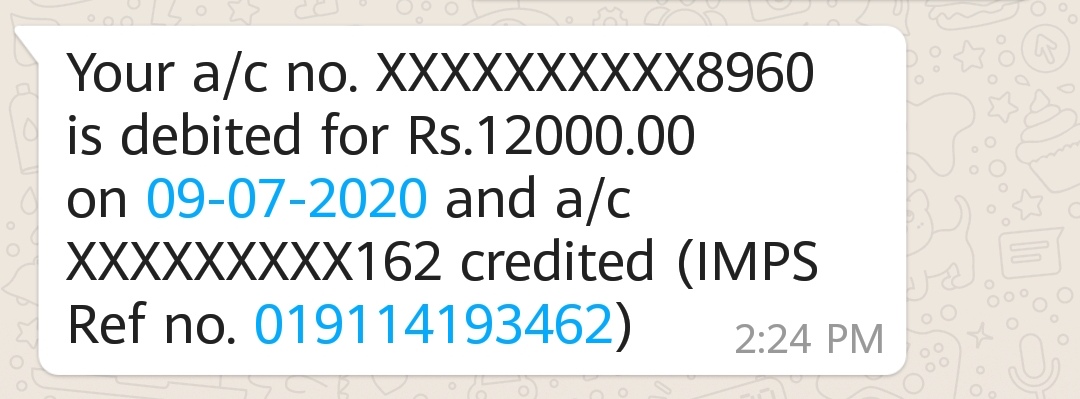 Your a/c no. XXXXXXXXXX8960
is debited for Rs.12000.00
on 09-07-2020 and a/c
XXXXXXXXX162 credited (IMPS
Ref no. 019114193462)
2:24 PM